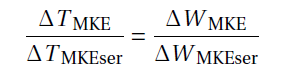 ΔT_MKE / ΔT_MKEser = ΔW_MKE / ΔW_MKEser